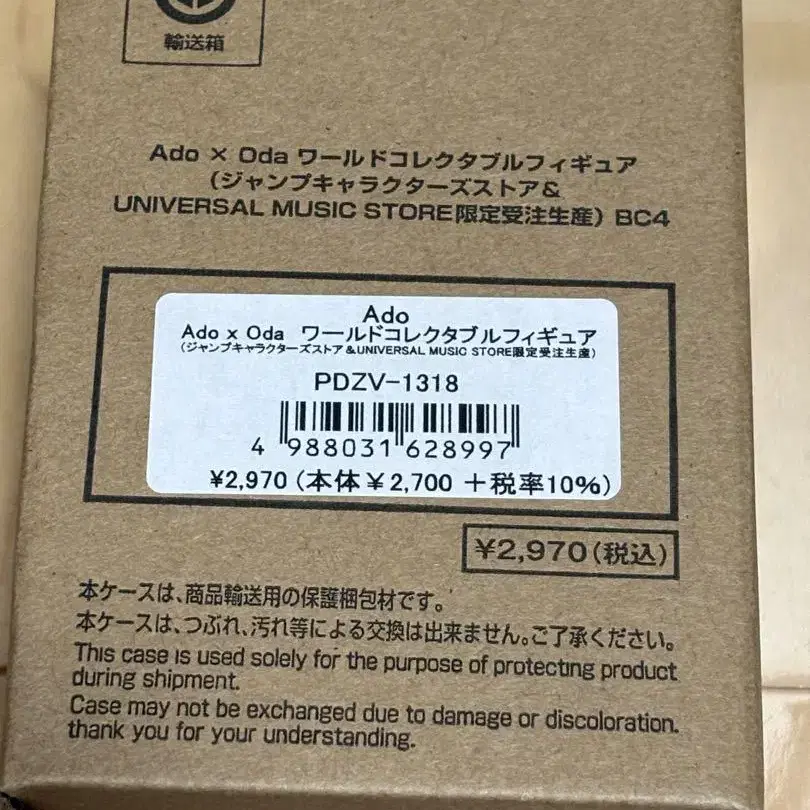 輸送箱
Ado × Oda ワールドコレクタブルフィギュア
(ジャンプキャラクターズストア&
UNIVERSAL MUSIC STORE限定受注生産) BC4
Ado
Ado x Oda ワールドコレクタブルフィギュア
(ジャンプキャラクターズストア&UNIVERSAL MUSIC STORE限定受注生産)
PDZV-1318
4 988031 628997
¥2,970 (本体¥2,700 +税率10%)
¥2,970(税込)
本ケースは、商品輸送用の保護梱包材です。
本ケースは、つぶれ、汚れ等による交換は出来ません。ご了承ください。
This case is used solely for the purpose of protecting product
during shipment.
Case may not be exchanged due to damage or discoloration.
thank you for your understanding.